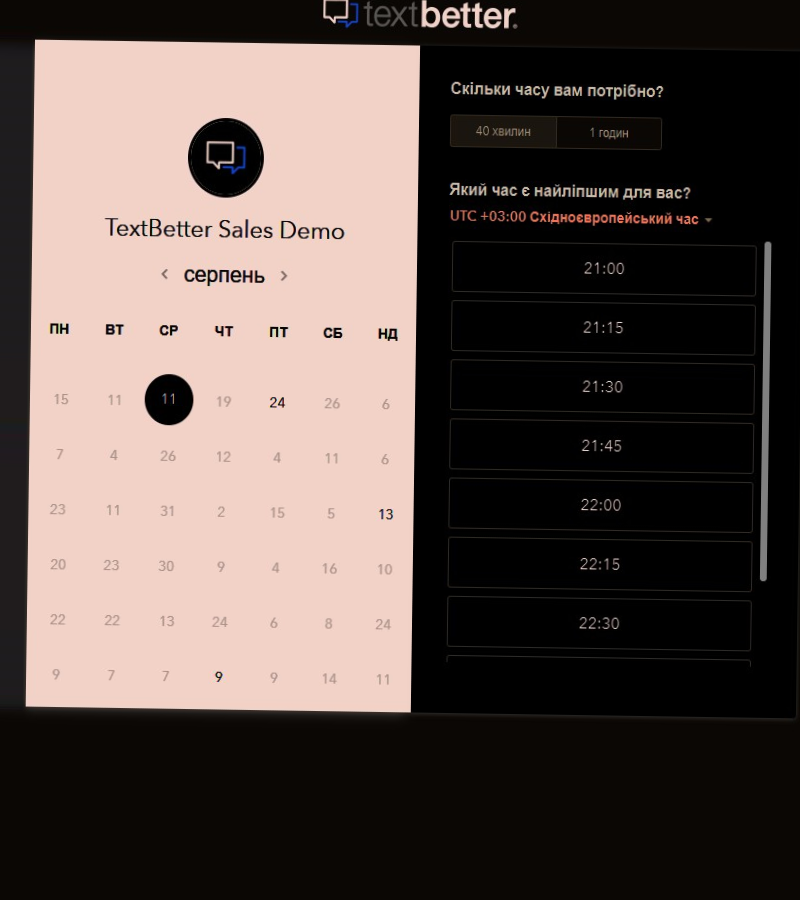 textbetter.
TextBetter Sales Demo
серпень
ПН ВТ СР ЧТ ПТ СБ НД
15 11 11 19 24 26 6
7 4 26 12 4 11 6
23 11 31 2 15 5 13
20 23 30 9 4 16 10
22 22 13 24 6 8 24
9 7 7 9 9 14 11
Скільки часу вам потрібно?
40 хвилин 1 годин
Який час є найліпшим для вас?
UTC +03:00 Східноєвропейський час
21:00
21:15
21:30
21:45
22:00
22:15
22:30